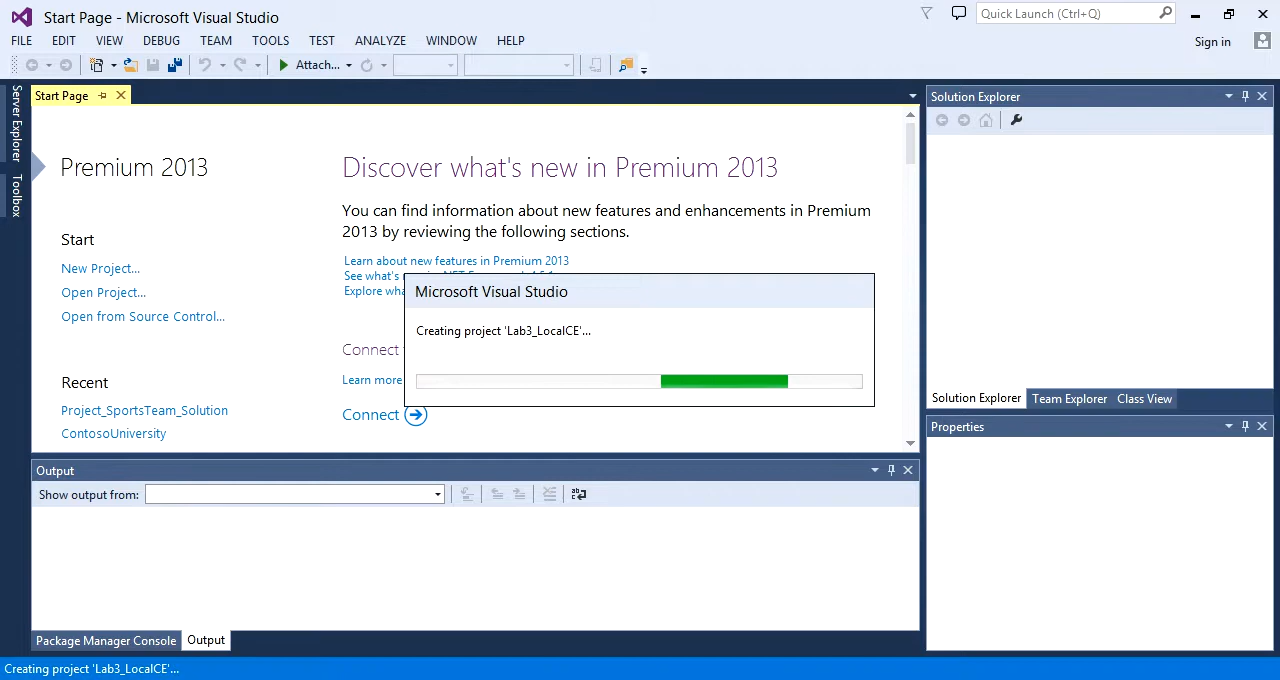 Start Page - Microsoft Visual Studio
Quick Launch (Ctrl+Q)
FILE EDIT VIEW DEBUG TEAM TOOLS TEST ANALYZE WINDOW HELP
Sign in
Attach...
Server Explorer
Toolbox
Start Page
Premium 2013
Start
New Project...
Open Project...
Open from Source Control...
Recent
Project_SportsTeam_Solution
ContosoUniversity
Discover what's new in Premium 2013
You can find information about new features and enhancements in Premium
2013 by reviewing the following sections.
Learn about new features in Premium 2013
See what's
Explore
Connect
Learn more
Connect
Microsoft Visual Studio
Creating project 'Lab3_LocalCE'...
Solution Explorer
Solution Explorer Team Explorer Class View
Properties
Output
Show output from:
Package Manager Console Output
Creating project 'Lab3_LocalCE'...